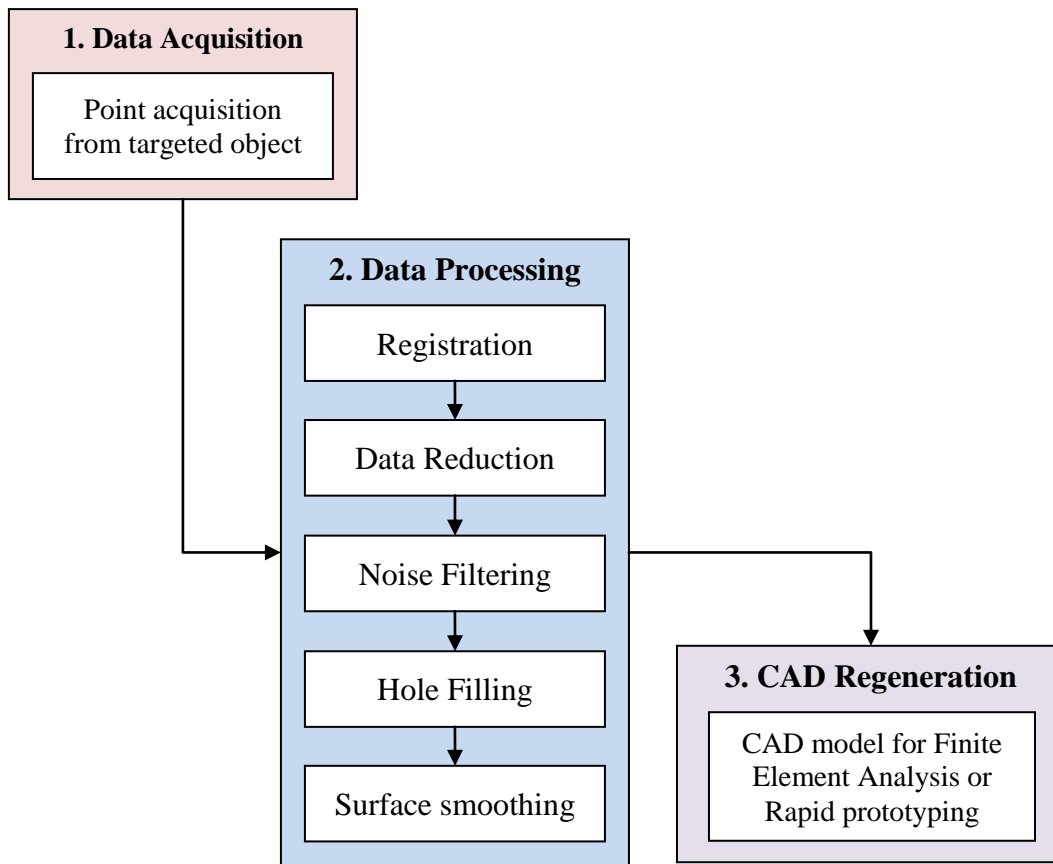 1. Data Acquisition
Point acquisition
from targeted object
2. Data Processing
Registration
Data Reduction
Noise Filtering
Hole Filling
Surface smoothing
3. CAD Regeneration
CAD model for Finite
Element Analysis or
Rapid prototyping